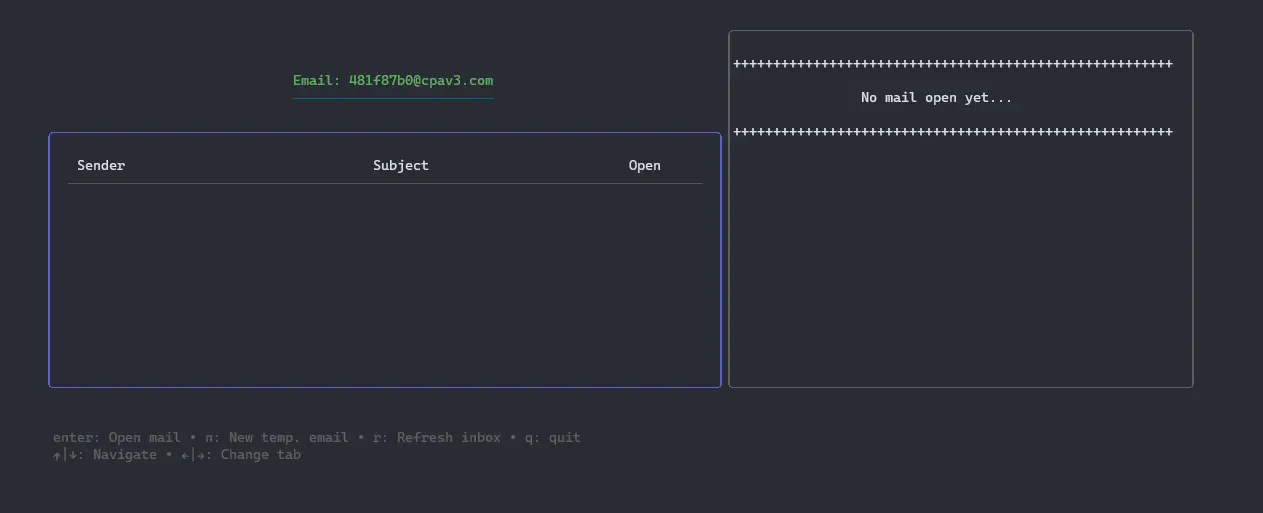 Email: 481f87b0@cpav3.com
Sender Subject Open
+++++++++++++++++++++++++++++++++++++++++++++++++++++++
No mail open yet...
+++++++++++++++++++++++++++++++++++++++++++++++++++++++
enter: Open mail • n: New temp. email • r: Refresh inbox • q: quit
↑|↓: Navigate • ←|→: Change tab